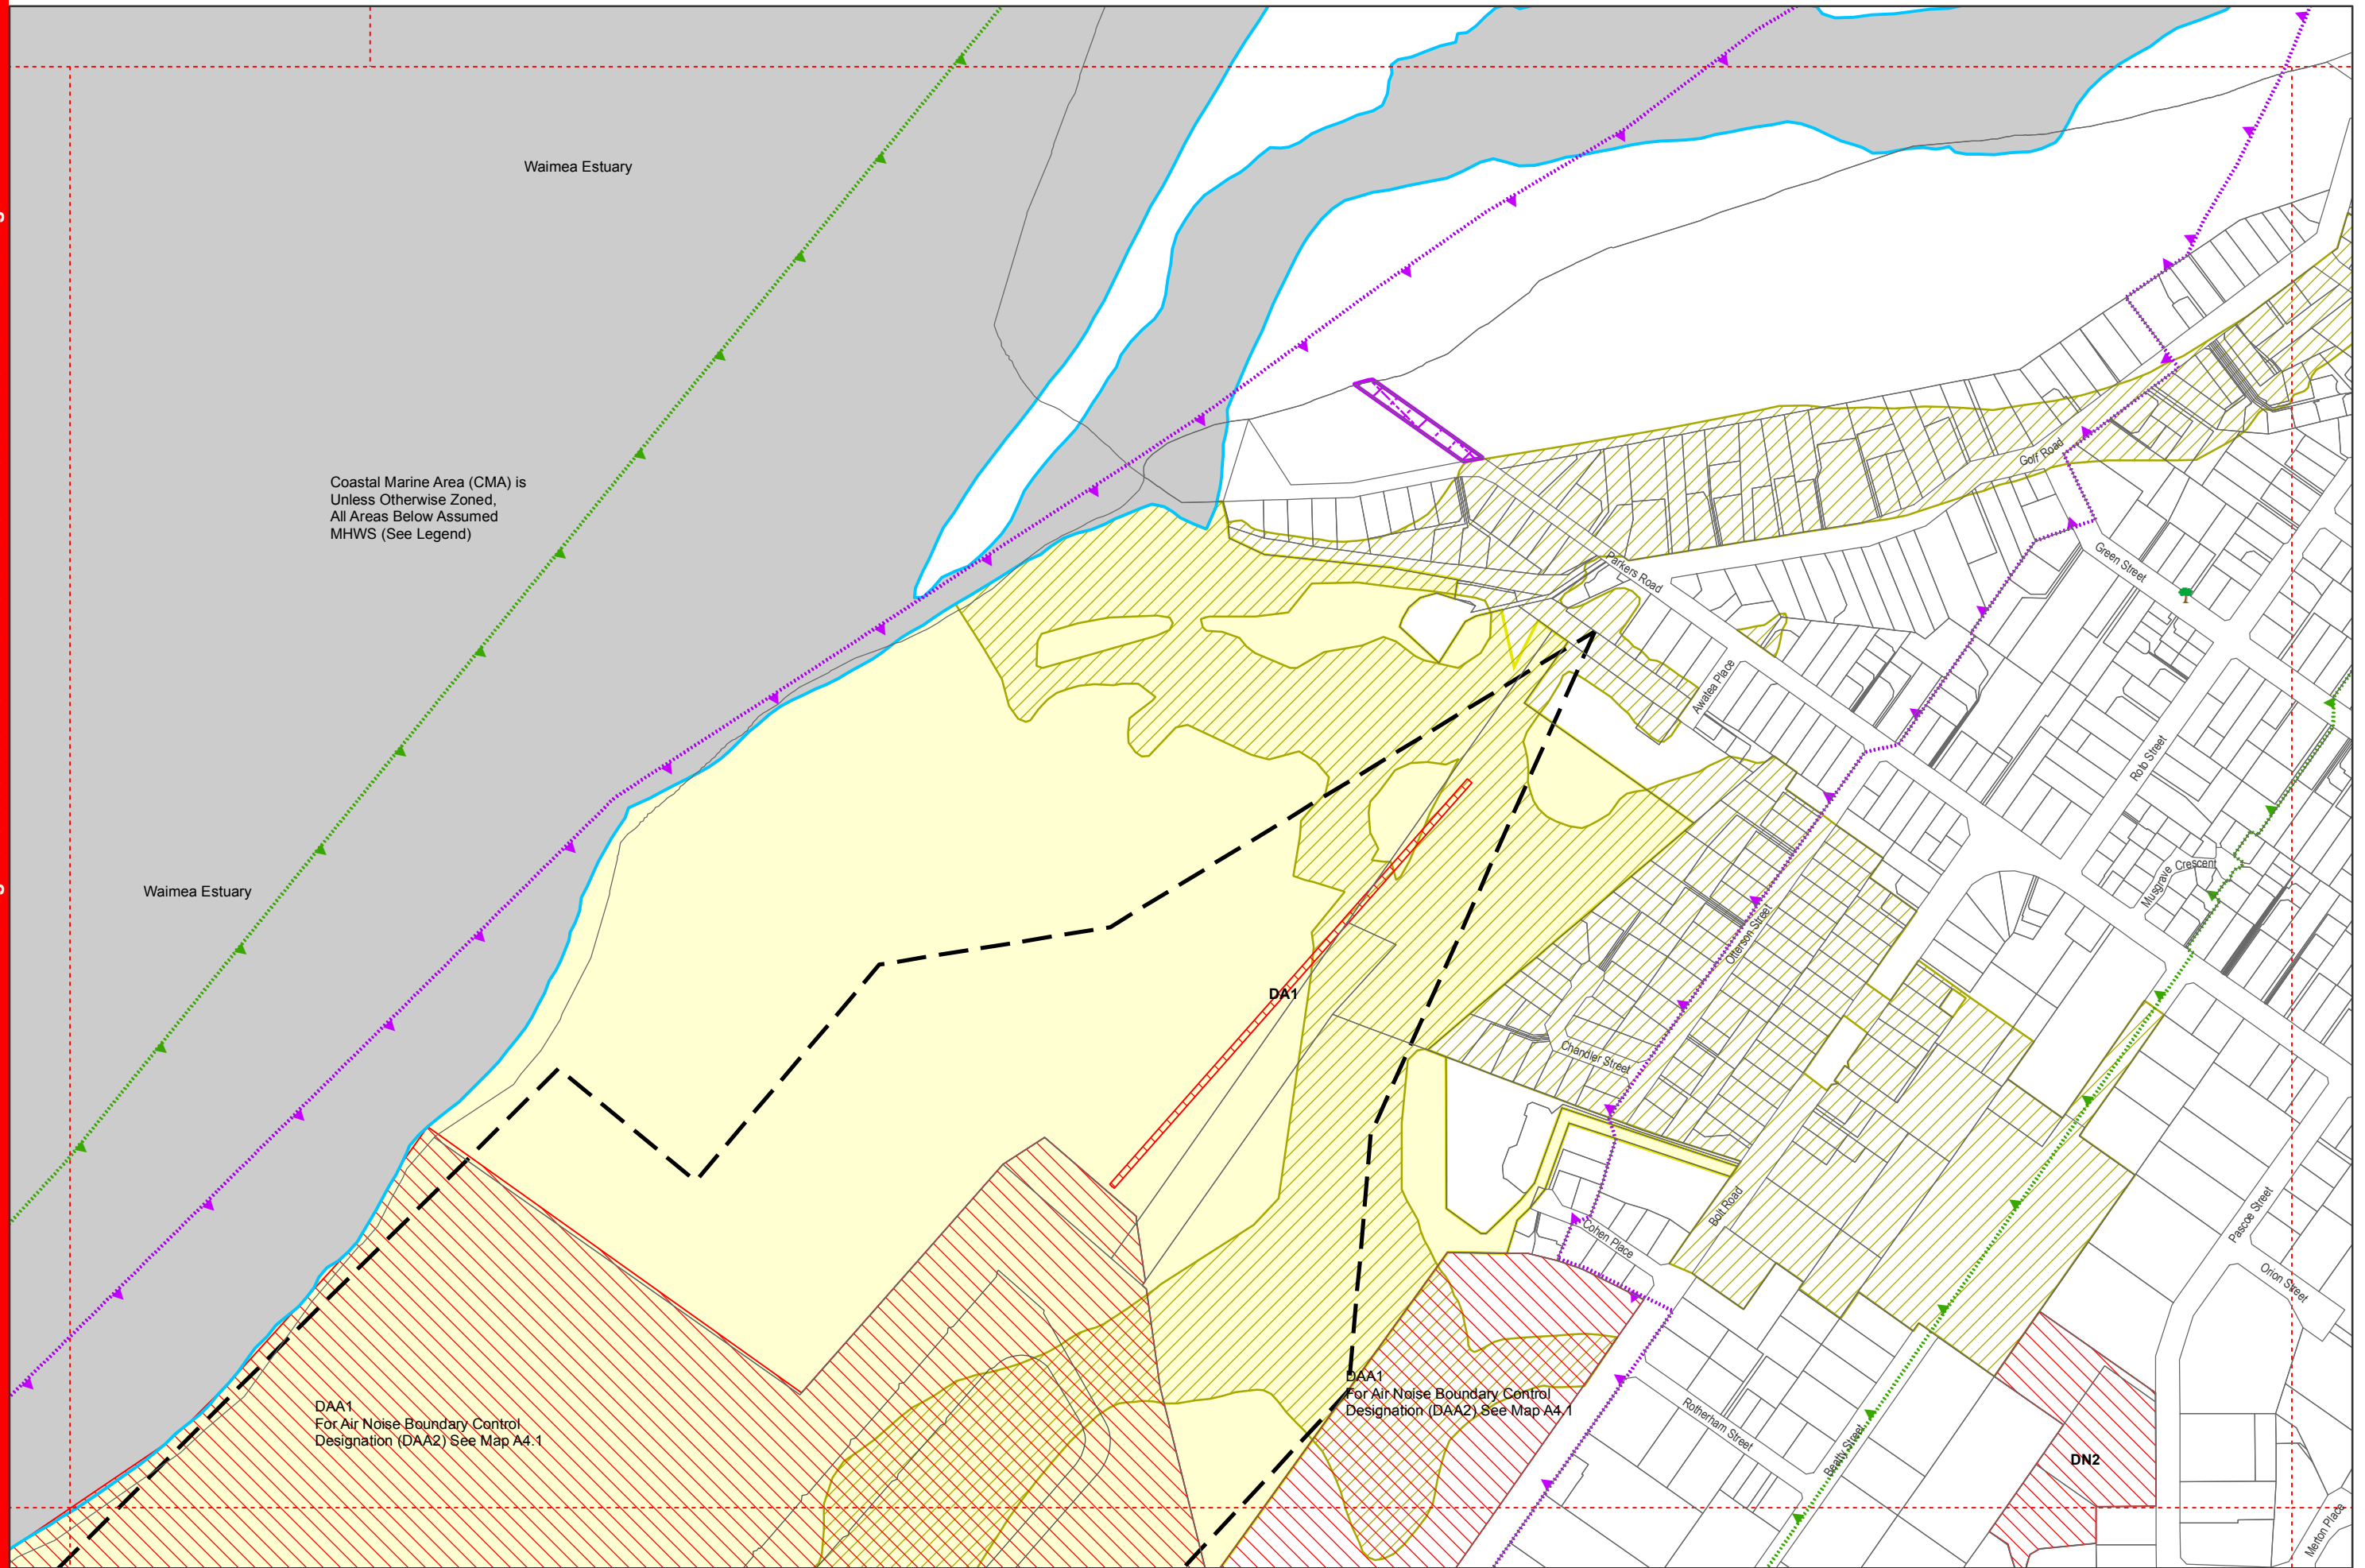 Waimea Estuary
Coastal Marine Area (CMA) is
Unless Otherwise Zoned,
All Areas Below Assumed
MHWS (See Legend)
Golf Road
Green Street
Parkers Road
Awatea Place
Roto Street
Musgrave
Crescent
Waimea Estuary
Otterson Street
DA1
Chandler Street
Bolt Road
Cohen Place
Pascoe Street
Orion Street
DAA1
For Air Noise Boundary Control
Designation (DAA2) See Map A4.1
DAA1
For Air Noise Boundary Control
Designation (DAA2) See Map A4.1
Rotherham Street
Beatty Street
DN2
Merton Place